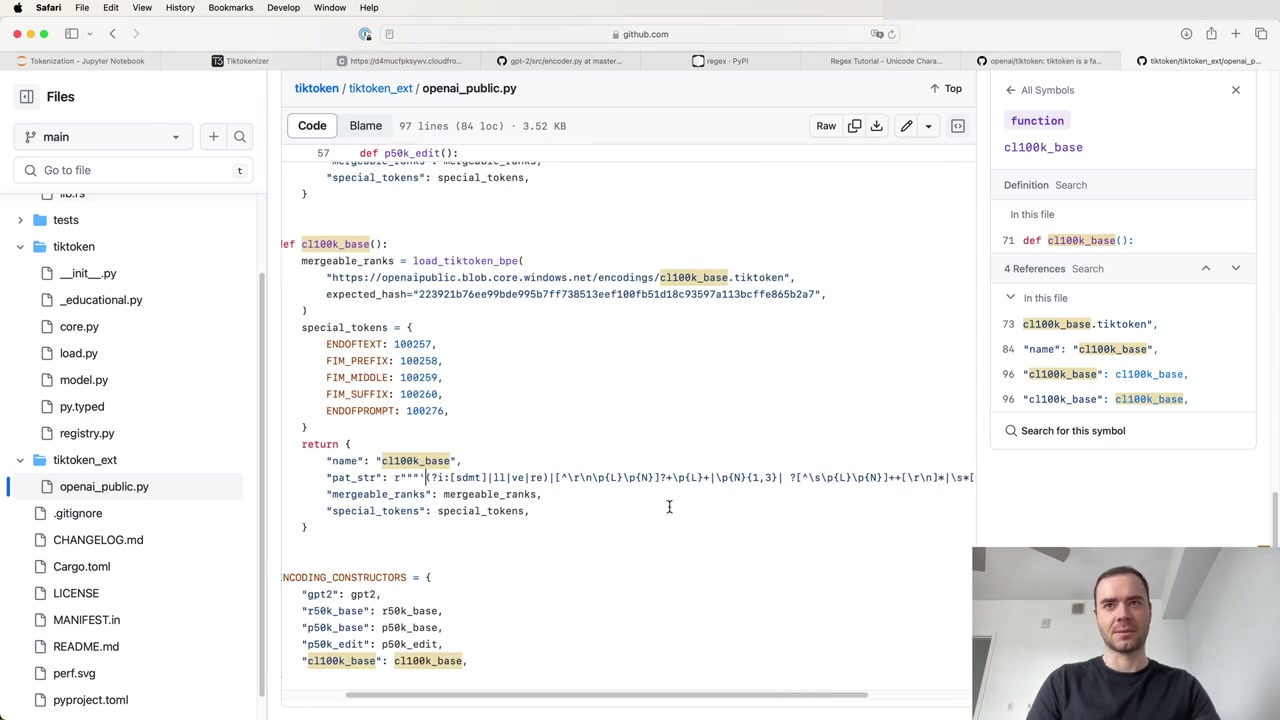 Safari File Edit View History Bookmarks Develop Window Help
github.com
Tokenization - Jupyter Notebook
Tiktokenizer
https://d4mucfpksywv.cloudfro...
gpt-2/src/encoder.py at master...
regex · PyPI
Regex Tutorial - Unicode Chara...
openai/tiktoken: tiktoken is a fa...
tiktoken/tiktoken_ext/openai_p...
Files
main
Go to file t
lib.rs
tests
tiktoken
__init__.py
_educational.py
core.py
load.py
model.py
py.typed
registry.py
tiktoken_ext
openai_public.py
.gitignore
CHANGELOG.md
Cargo.toml
LICENSE
MANIFEST.in
README.md
perf.svg
pyproject.toml
tiktoken / tiktoken_ext / openai_public.py
Top
Code Blame 97 lines (84 loc) · 3.52 KB
Raw
57 def p50k_edit():
"mergeable_ranks": mergeable_ranks,
"special_tokens": special_tokens,
}
def cl100k_base():
mergeable_ranks = load_tiktoken_bpe(
"https://openaipublic.blob.core.windows.net/encodings/cl100k_base.tiktoken",
expected_hash="223921b76ee99bde995b7ff738513eef100fb51d18c93597a113bcffe865b2a7",
)
special_tokens = {
ENDOFTEXT: 100257,
FIM_PREFIX: 100258,
FIM_MIDDLE: 100259,
FIM_SUFFIX: 100260,
ENDOFPROMPT: 100276,
}
return {
"name": "cl100k_base",
"pat_str": r"""'(?i:[sdmt]|ll|ve|re)|[^\r\n\p{L}\p{N}]?+\p{L}+|\p{N}{1,3}| ?[^\s\p{L}\p{N}]++[\r\n]*|\s*[
"mergeable_ranks": mergeable_ranks,
"special_tokens": special_tokens,
}
ENCODING_CONSTRUCTORS = {
"gpt2": gpt2,
"r50k_base": r50k_base,
"p50k_base": p50k_base,
"p50k_edit": p50k_edit,
"cl100k_base": cl100k_base,
All Symbols
function
cl100k_base
Definition Search
In this file
71 def cl100k_base():
4 References Search
In this file
73 cl100k_base.tiktoken",
84 "name": "cl100k_base",
96 "cl100k_base": cl100k_base,
96 "cl100k_base": cl100k_base,
Search for this symbol